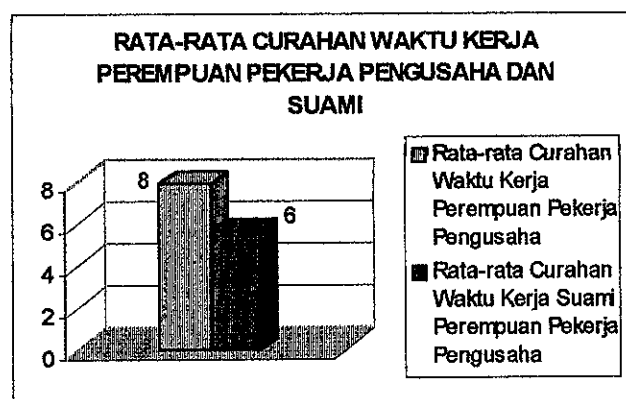 RATA-RATA CURAHAN WAKTU KERJA
PEREMPUAN PEKERJA PENGUSAHA DAN
SUAMI
8
6
4
2
0
8
6
Rata-rata Curahan
Waktu Kerja
Perempuan Pekerja
Pengusaha
Rata-rata Curahan
Waktu Kerja Suami
Perempuan Pekerja
Pengusaha